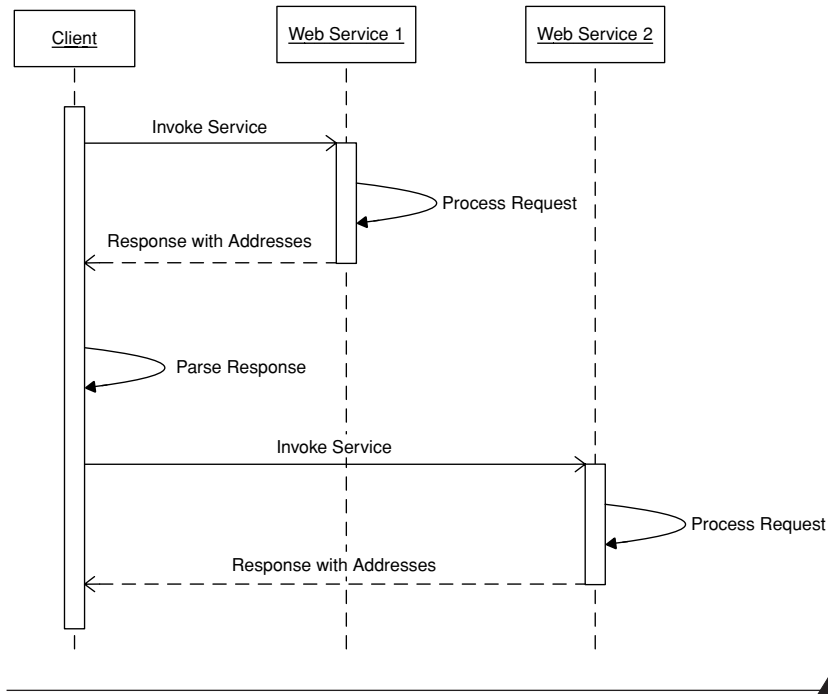 Client
Web Service 1
Web Service 2
Invoke Service
Process Request
Response with Addresses
Parse Response
Invoke Service
Process Request
Response with Addresses